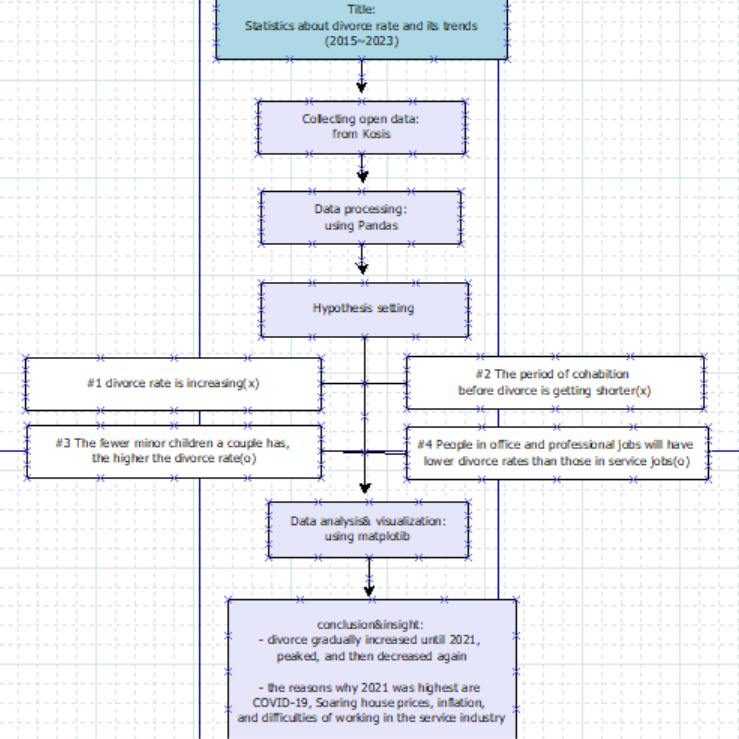 Title:
Statistics about divorce rate and its trends
(2015~2023)
Collecting open data:
from Kosis
Data processing:
using Pandas
Hypothesis setting
#1 divorce rate is increasing(x)
#2 The period of cohabition
before divorce is getting shorter(x)
#3 The fewer minor children a couple has,
the higher the divorce rate(o)
#4 People in office and professional jobs will have
lower divorce rates than those in service jobs(o)
Data analysis& visualization:
using matplotib
conclusion&insight:
- divorce gradually increased until 2021,
peaked, and then decreased again
- the reasons why 2021 was highest are
COVID-19, Soaring house prices, inflation,
and difficulties of working in the service industry